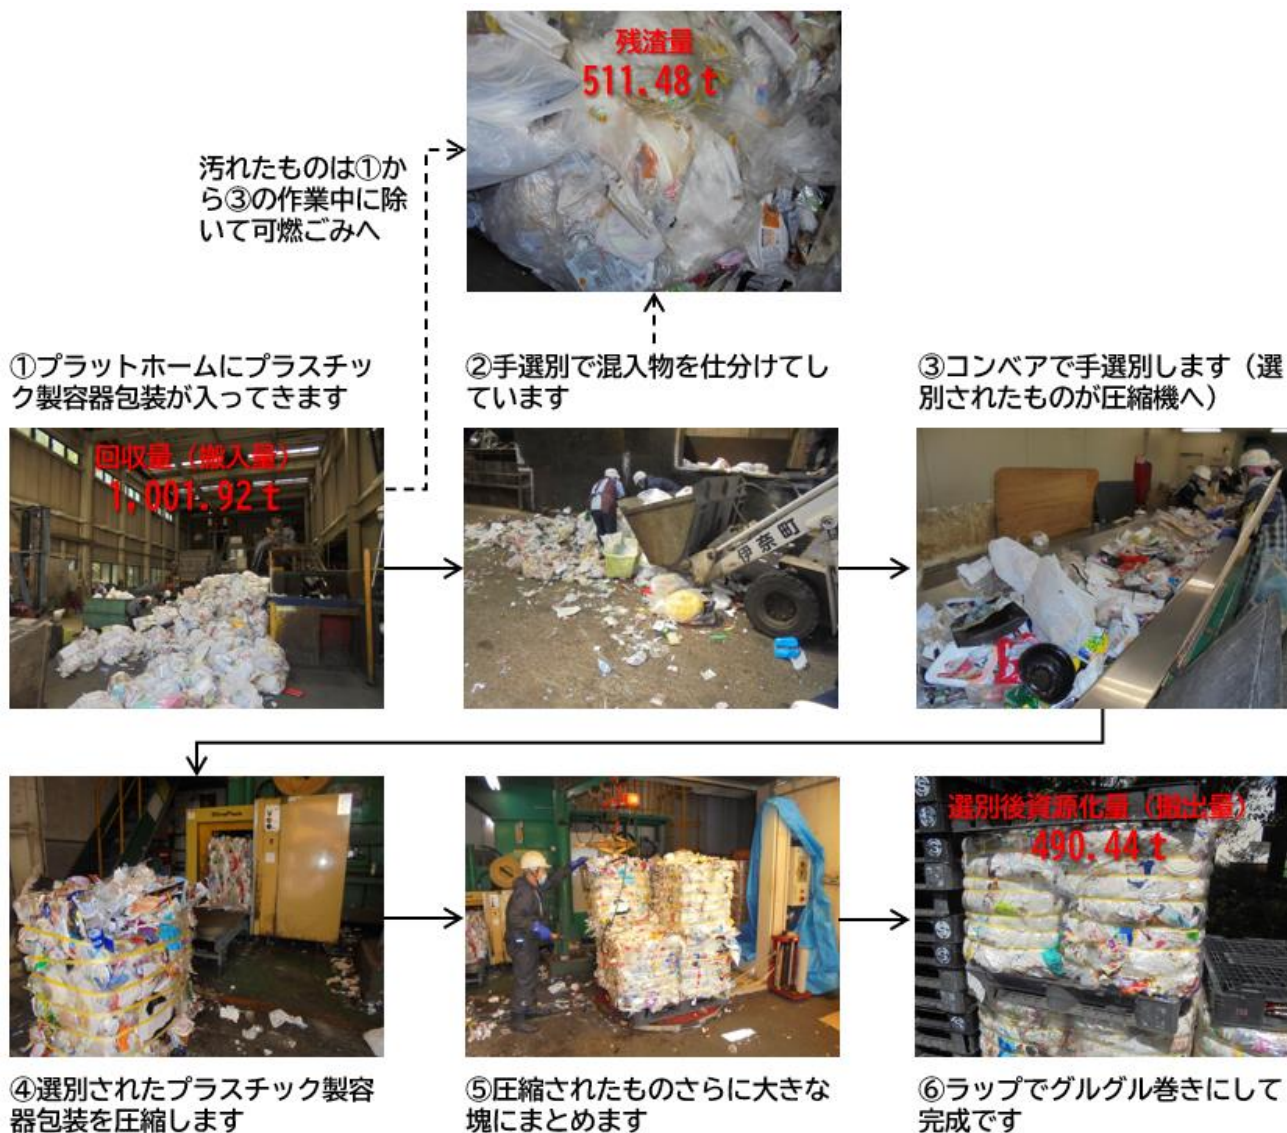 残渣量
511.48 t
汚れたものは①か
ら③の作業中に除
いて可燃ごみへ
①プラットホームにプラスチッ
ク製容器包装が入ってきます
②手選別で混入物を仕分けてし
ています
③コンベアで手選別します（選
別されたものが圧縮機へ）
回収量（搬入量）
1,001.92 t
伊奈町
④選別されたプラスチック製容
器包装を圧縮します
⑤圧縮されたものさらに大きな
塊にまとめます
選別後資源化量（搬出量）
490.44 t
⑥ラップでグルグル巻きにして
完成です